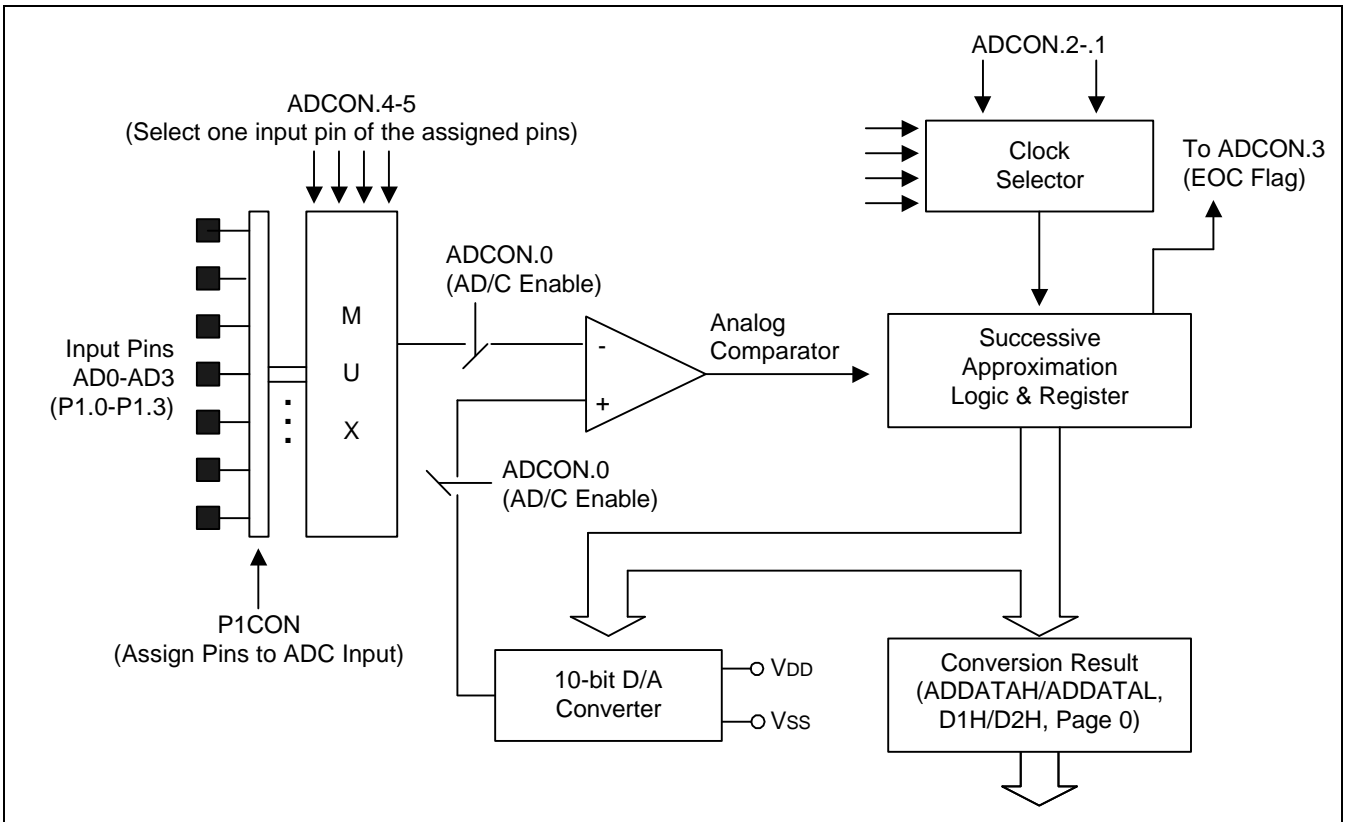 ADCON.2-.1
ADCON.4-5
(Select one input pin of the assigned pins)
Clock
Selector
To ADCON.3
(EOC Flag)
ADCON.0
(AD/C Enable)
M
U
X
Input Pins
AD0-AD3
(P1.0-P1.3)
-
+
Analog
Comparator
Successive
Approximation
Logic & Register
ADCON.0
(AD/C Enable)
P1CON
(Assign Pins to ADC Input)
10-bit D/A
Converter
VDD
VSS
Conversion Result
(ADDATAH/ADDATAL,
D1H/D2H, Page 0)